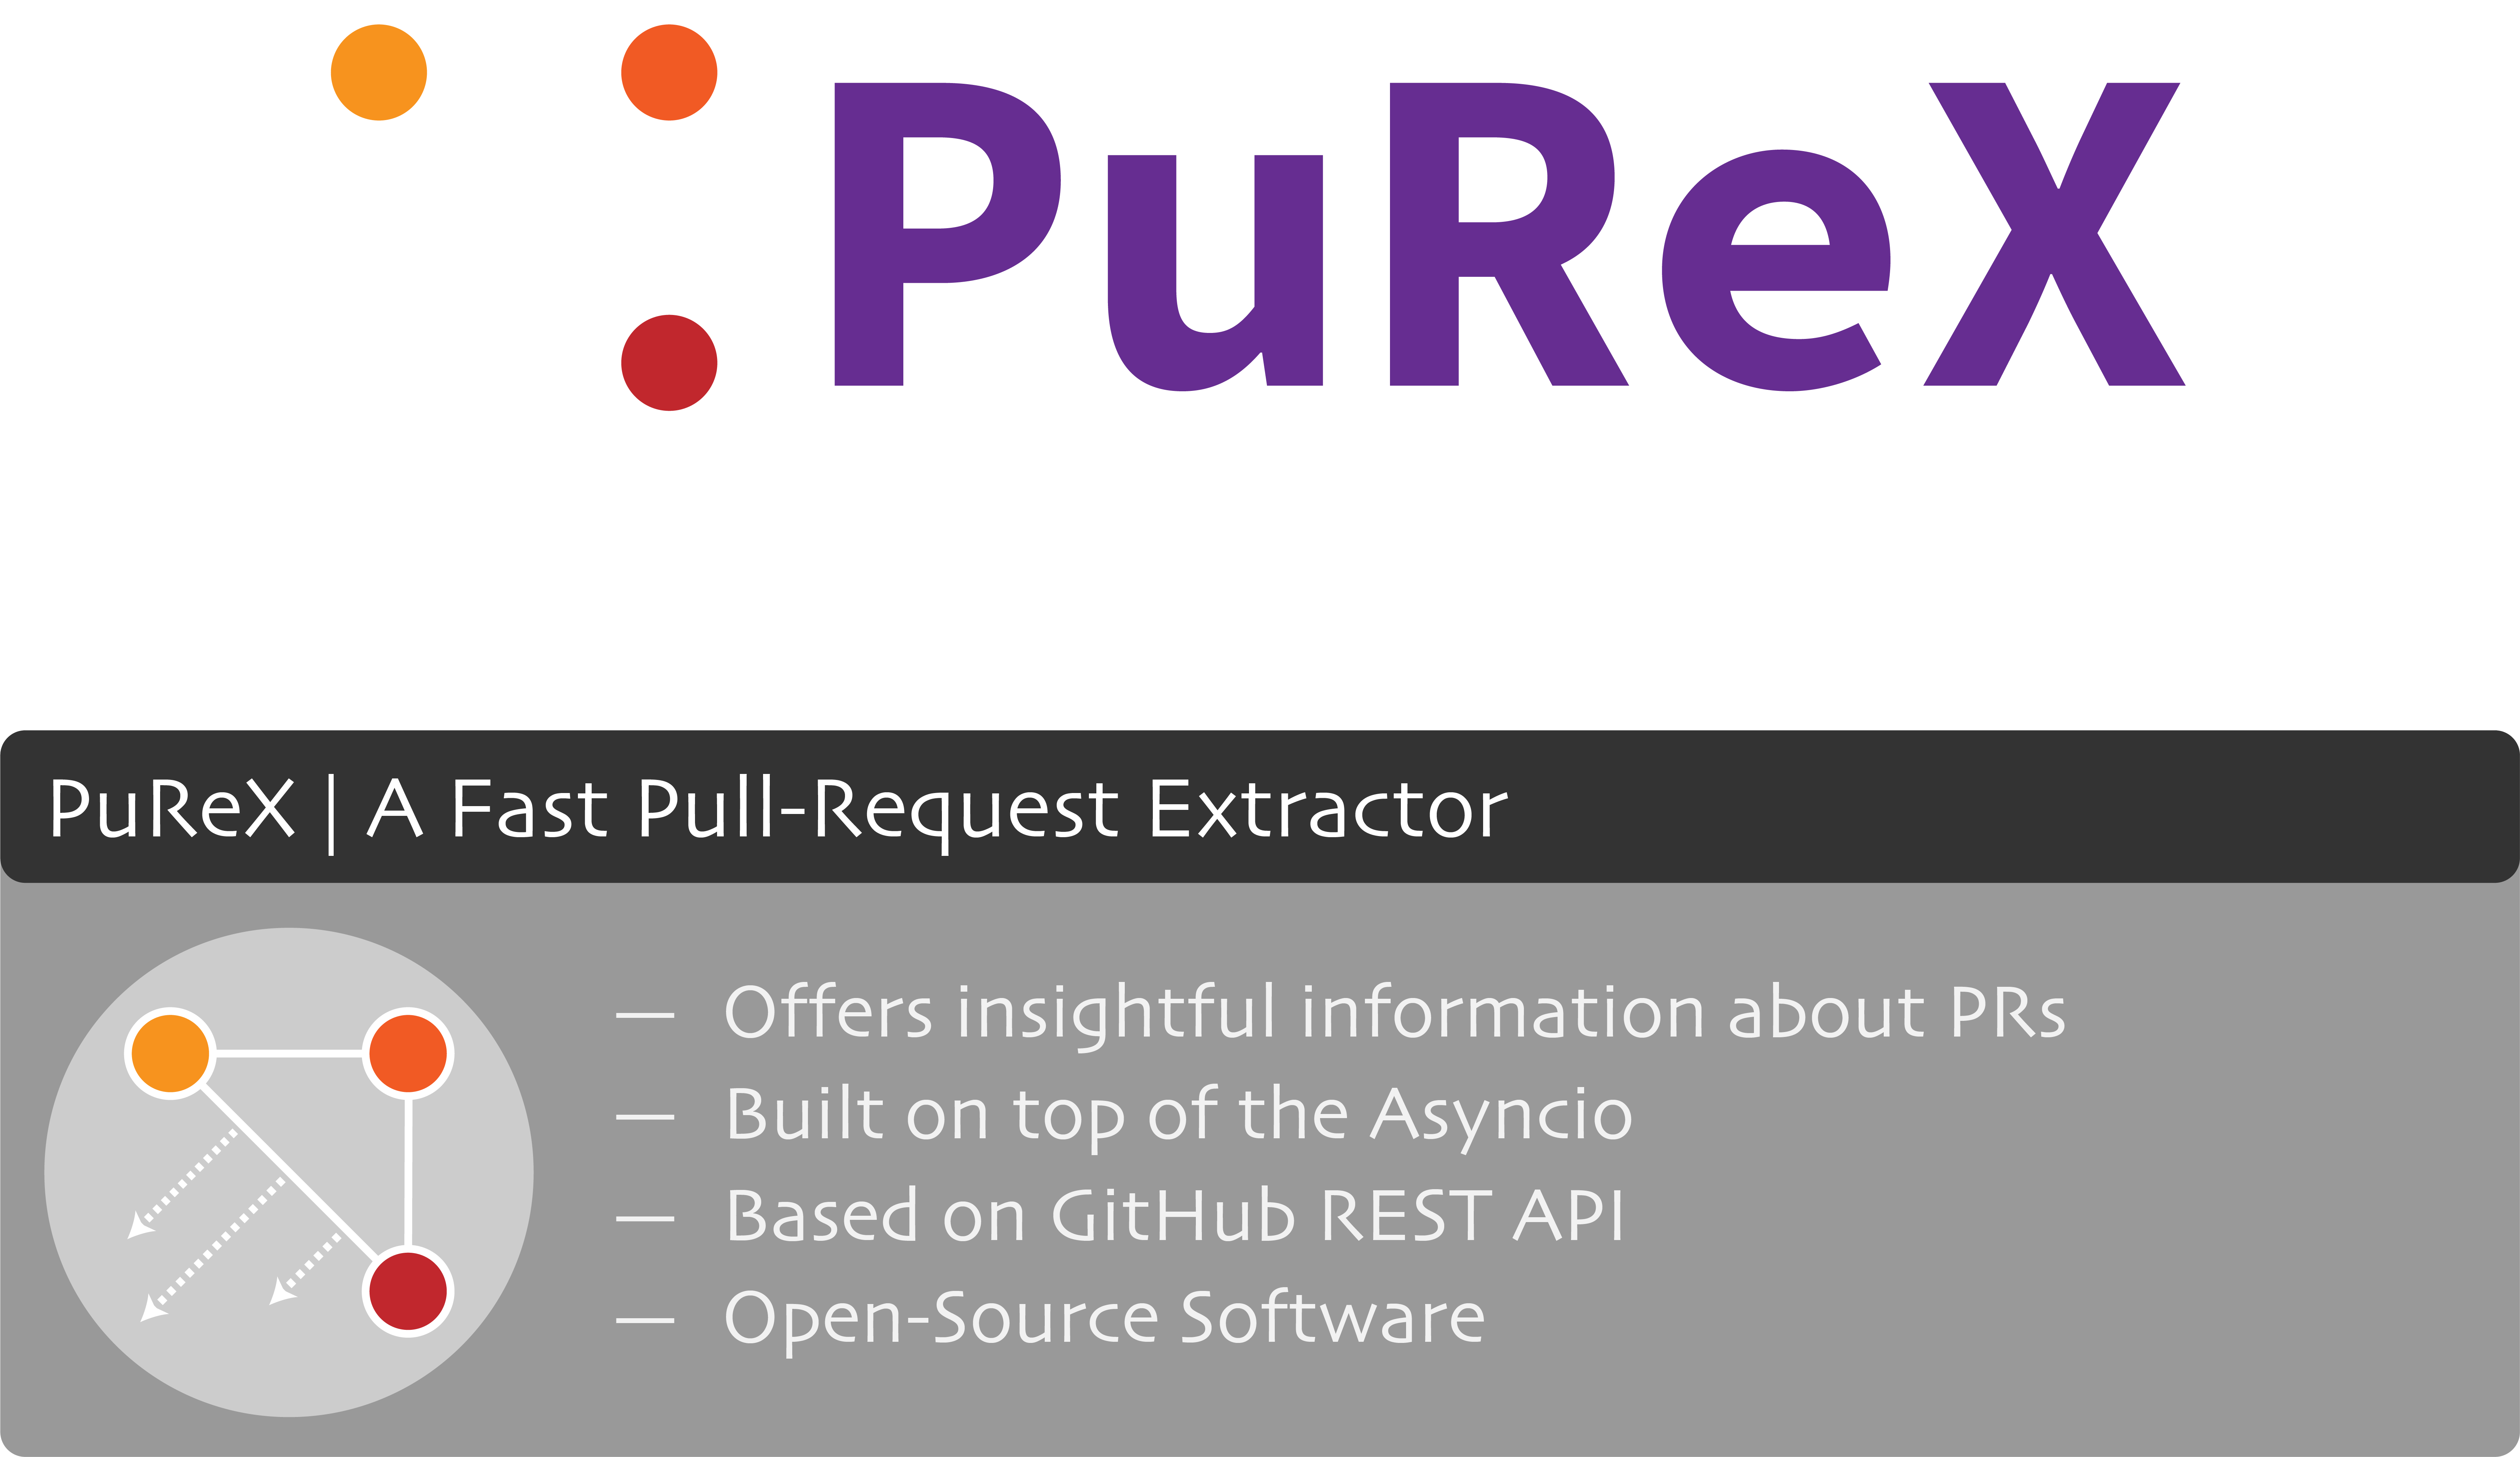 PuReX
PuReX | A Fast Pull-Request Extractor
— Offers insightful information about PRs
— Built on top of the Asyncio
— Based on GitHub REST API
— Open-Source Software